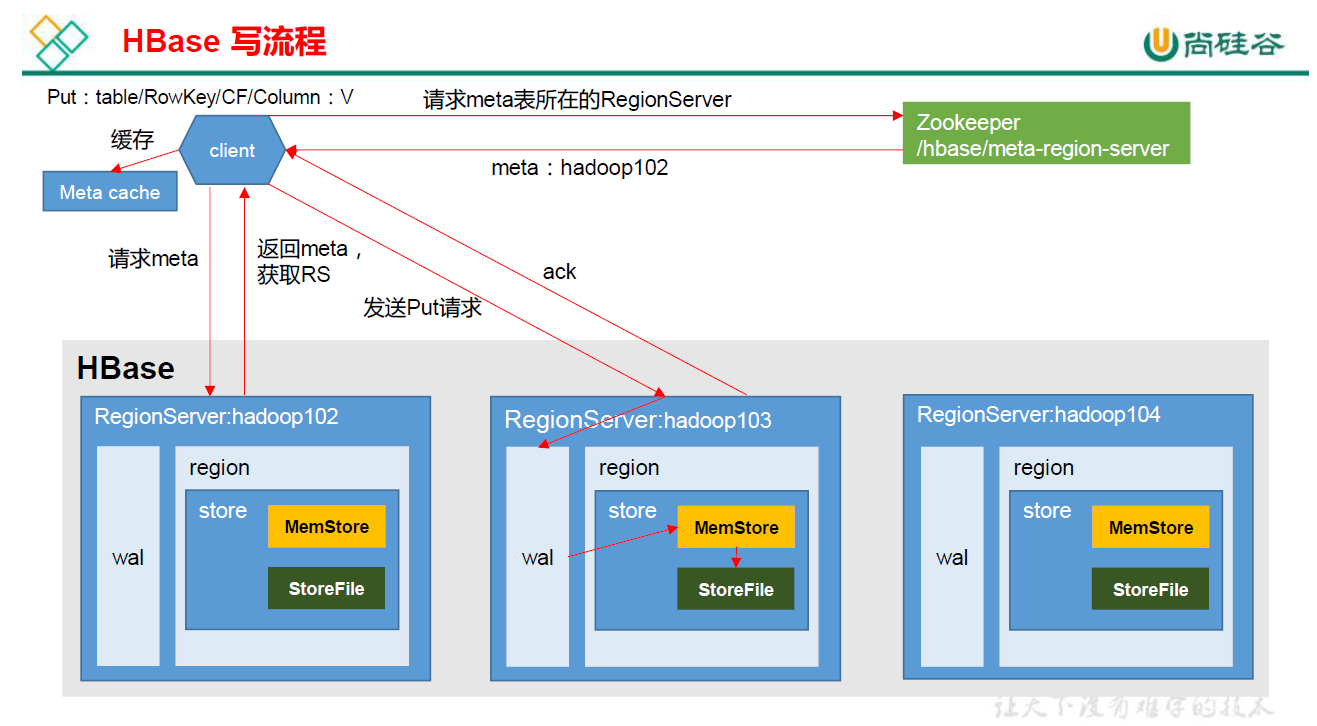 HBase 写流程
尚硅谷
Put：table/RowKey/CF/Column：V
请求meta表所在的RegionServer
Zookeeper
/hbase/meta-region-server
缓存
client
meta：hadoop102
Meta cache
请求meta
返回meta，
获取RS
ack
发送Put请求
HBase
RegionServer:hadoop102
wal
region
store
MemStore
StoreFile
RegionServer:hadoop103
wal
region
store
MemStore
StoreFile
RegionServer:hadoop104
wal
region
store
MemStore
StoreFile
让天下没有难学的技术